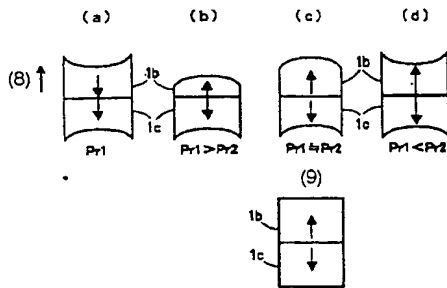 (a) (b) (c) (d)
(8) 1b 1b
1c 1c
Pr1 Pr1>Pr2 Pr1≒Pr2 Pr1<Pr2
(9)
1b
1c